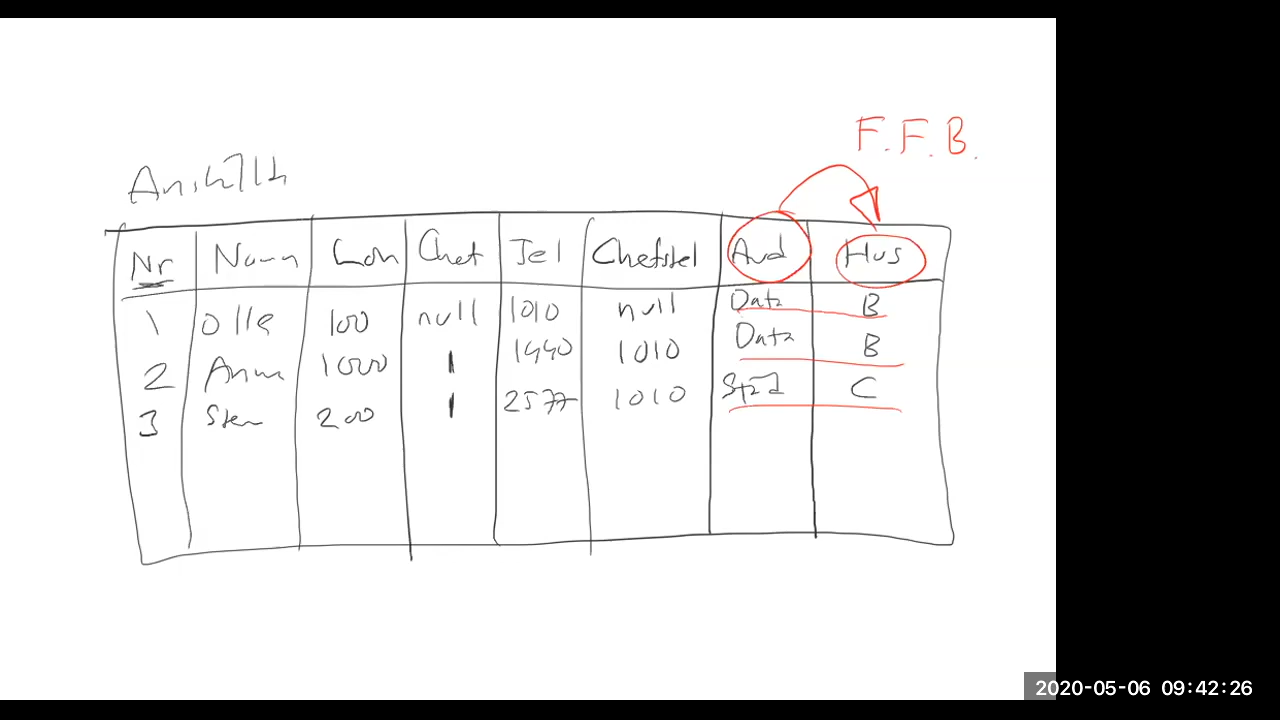 F.F.B.
Anställd
Nr Namn Lön Chef Tel Chefstel Avd Hus
1 Olle 100 null 1010 null Data B
2 Anna 1000 1 1440 1010 Data B
3 Sten 200 1 2577 1010 Städ C
2020-05-06 09:42:26